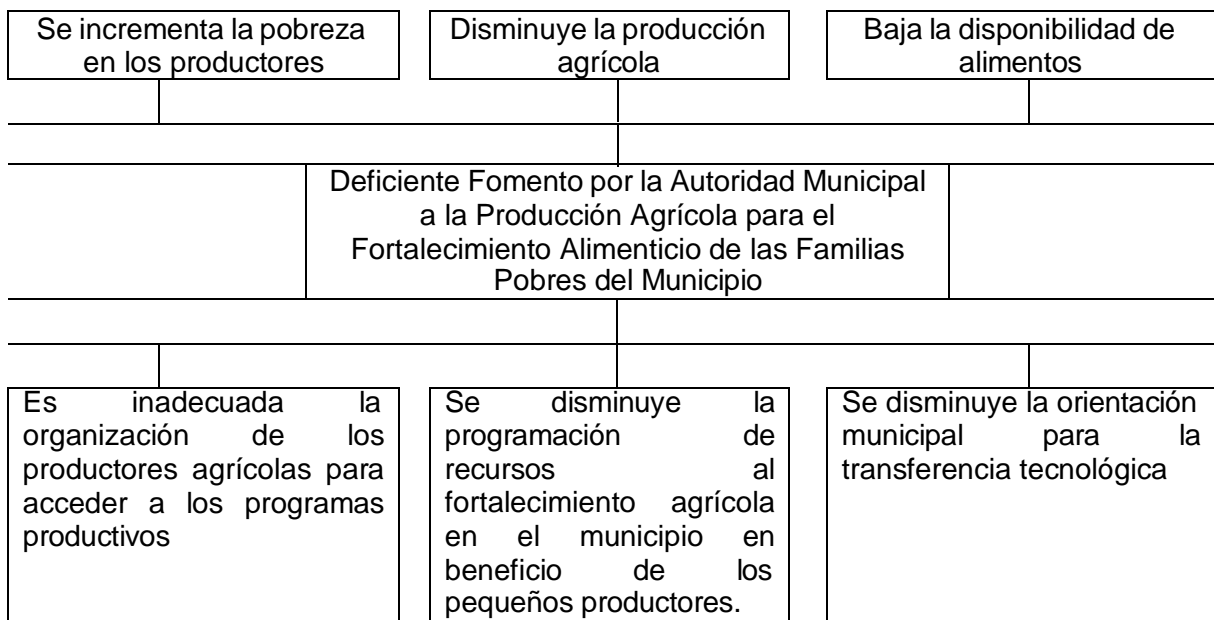 Se incrementa la pobreza
en los productores
Disminuye la producción
agrícola
Baja la disponibilidad de
alimentos
Deficiente Fomento por la Autoridad Municipal
a la Producción Agrícola para el
Fortalecimiento Alimenticio de las Familias
Pobres del Municipio
Es inadecuada la
organización de los
productores agrícolas para
acceder a los programas
productivos
Se disminuye la
programación de
recursos al
fortalecimiento agrícola
en el municipio en
beneficio de los
pequeños productores.
Se disminuye la orientación
municipal para la
transferencia tecnológica